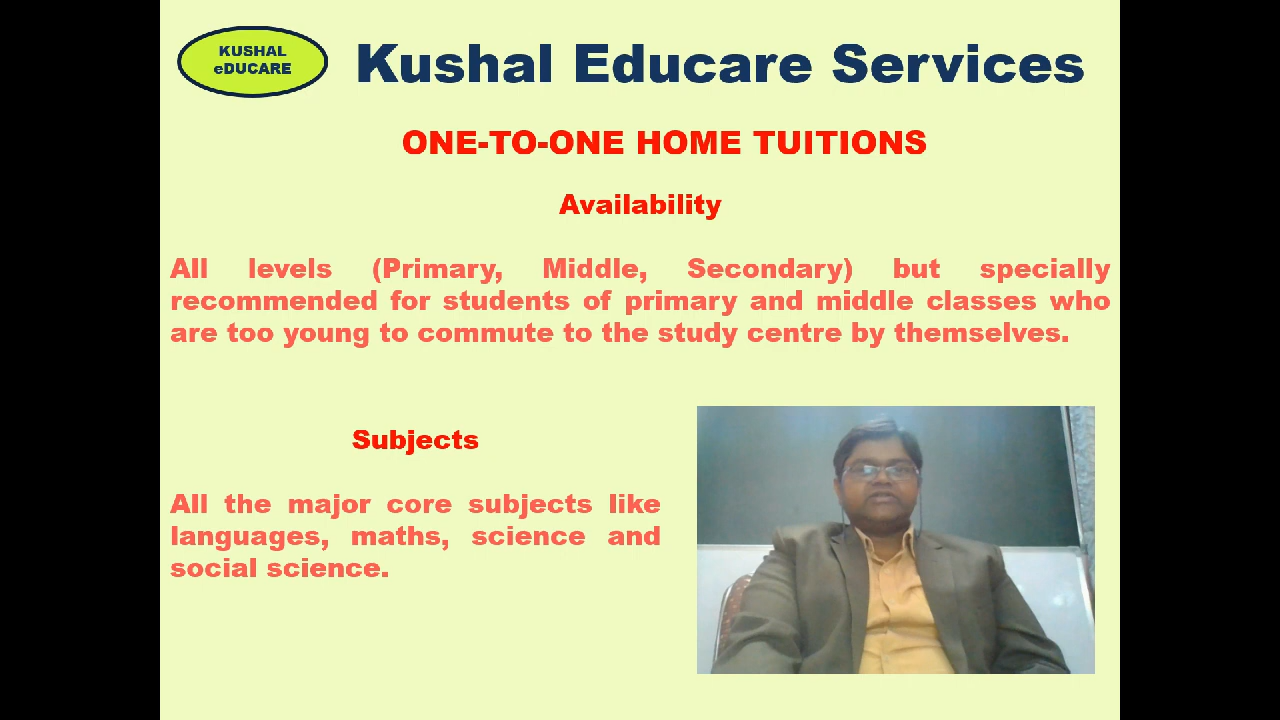 KUSHAL
eDUCARE
Kushal Educare Services
ONE-TO-ONE HOME TUITIONS
Availability
All levels (Primary, Middle, Secondary) but specially
recommended for students of primary and middle classes who
are too young to commute to the study centre by themselves.
Subjects
All the major core subjects like
languages, maths, science and
social science.